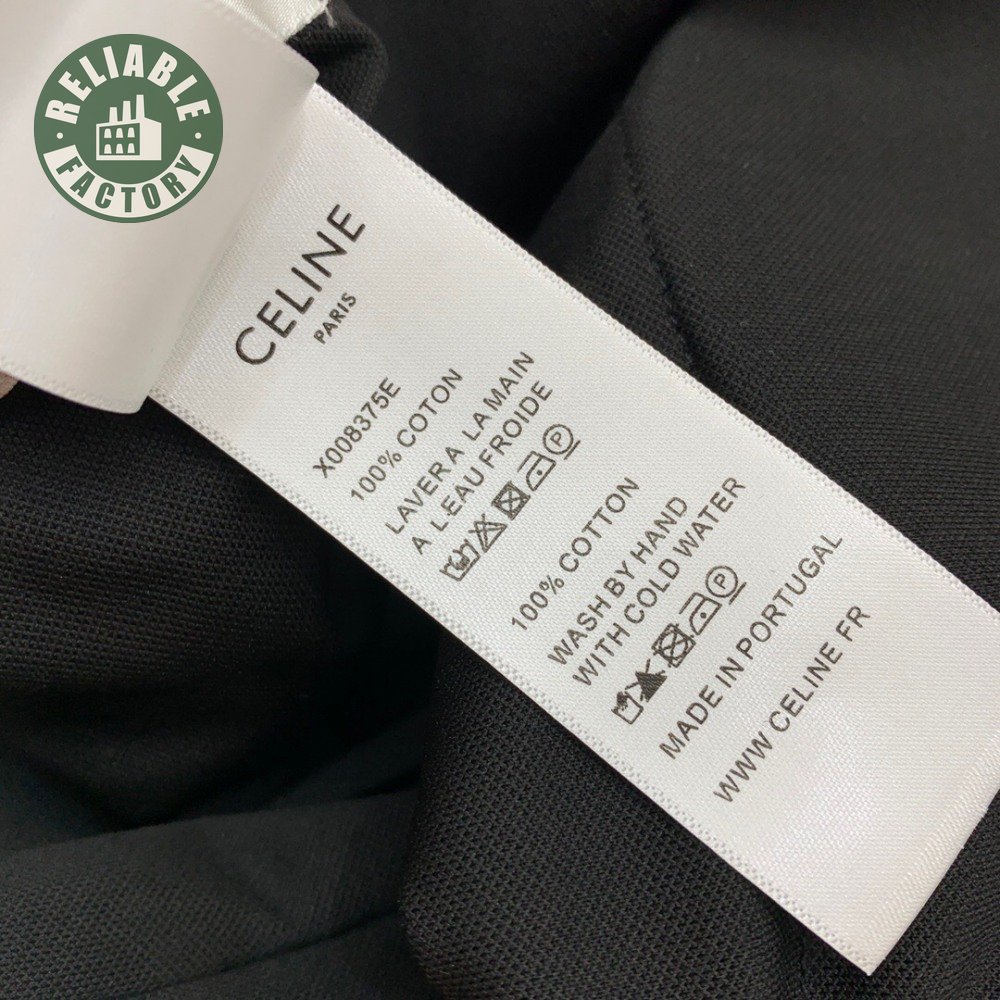 RELIABLE
FACTORY
CELINE
PARIS
X008375E
100% COTON
LAVER A LA MAIN
A LEAU FROIDE
P
100% COTTON
WASH BY HAND
WITH COLD WATER
P
MADE IN PORTUGAL
WWW CELINE FR